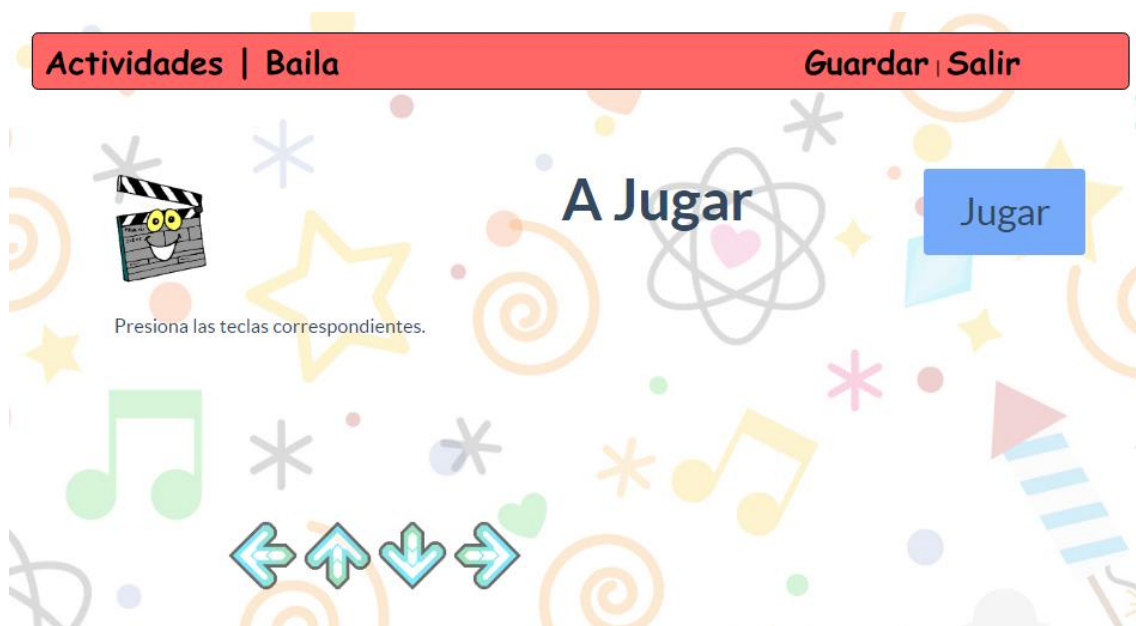 Actividades | Baila
Guardar | Salir
A Jugar
Jugar
Presiona las teclas correspondientes.